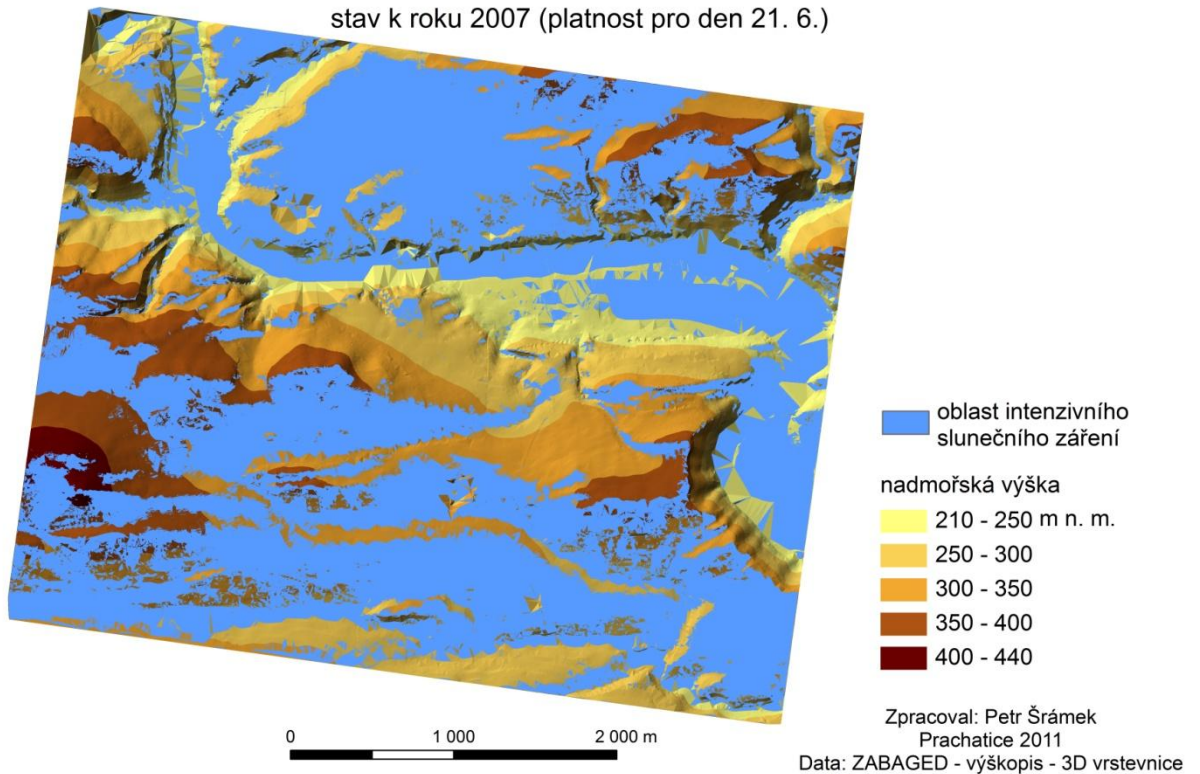 stav k roku 2007 (platnost pro den 21. 6.)
oblast intenzivního
slunečního záření
nadmořská výška
210 - 250 m n. m.
250 - 300
300 - 350
350 - 400
400 - 440
0 1 000 2 000 m
Zpracoval: Petr Šrámek
Prachatice 2011
Data: ZABAGED - výškopis - 3D vrstevnice